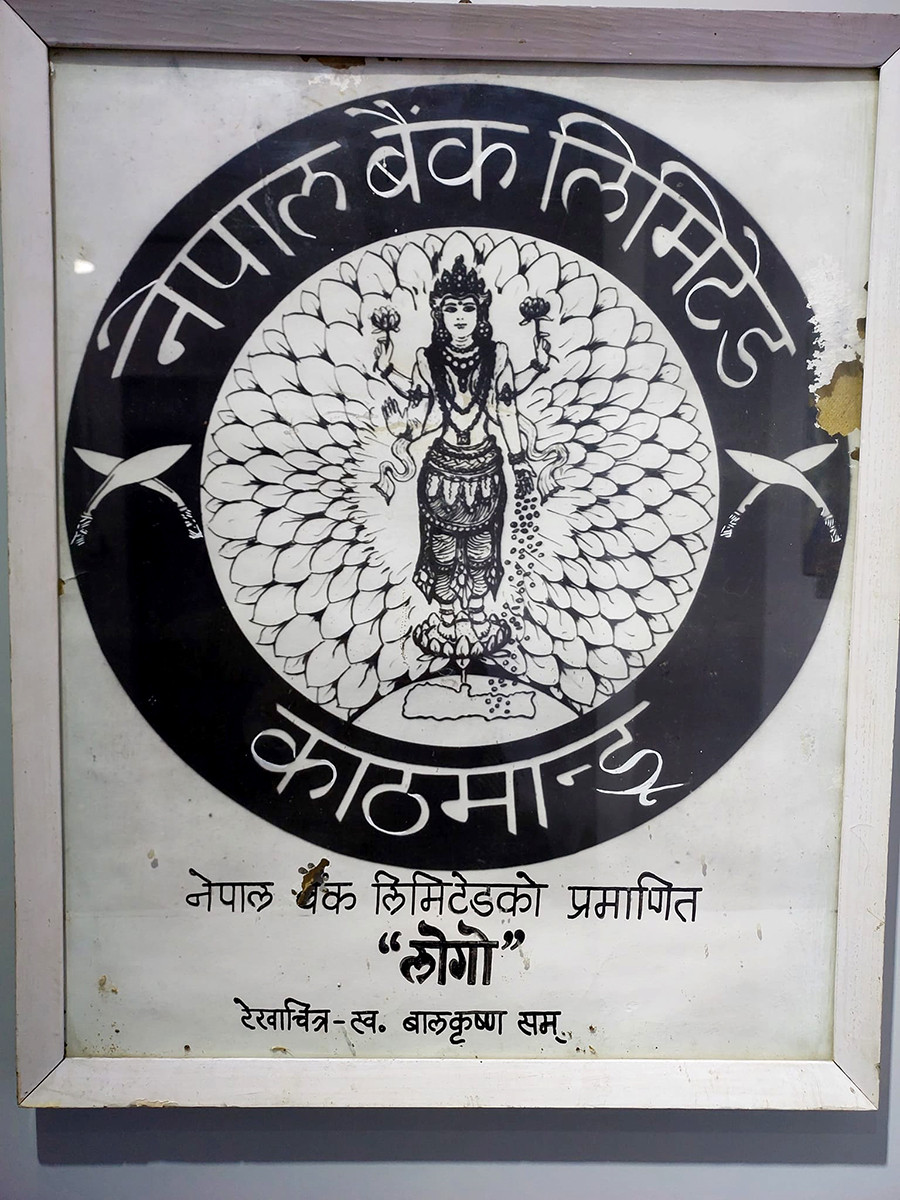 नेपाल बैंक लिमिटेड
काठमान्डू
नेपाल बैंक लिमिटेडको प्रमाणित
“लोगो”
रेखाचित्र-स्व. बालकृष्ण सम्